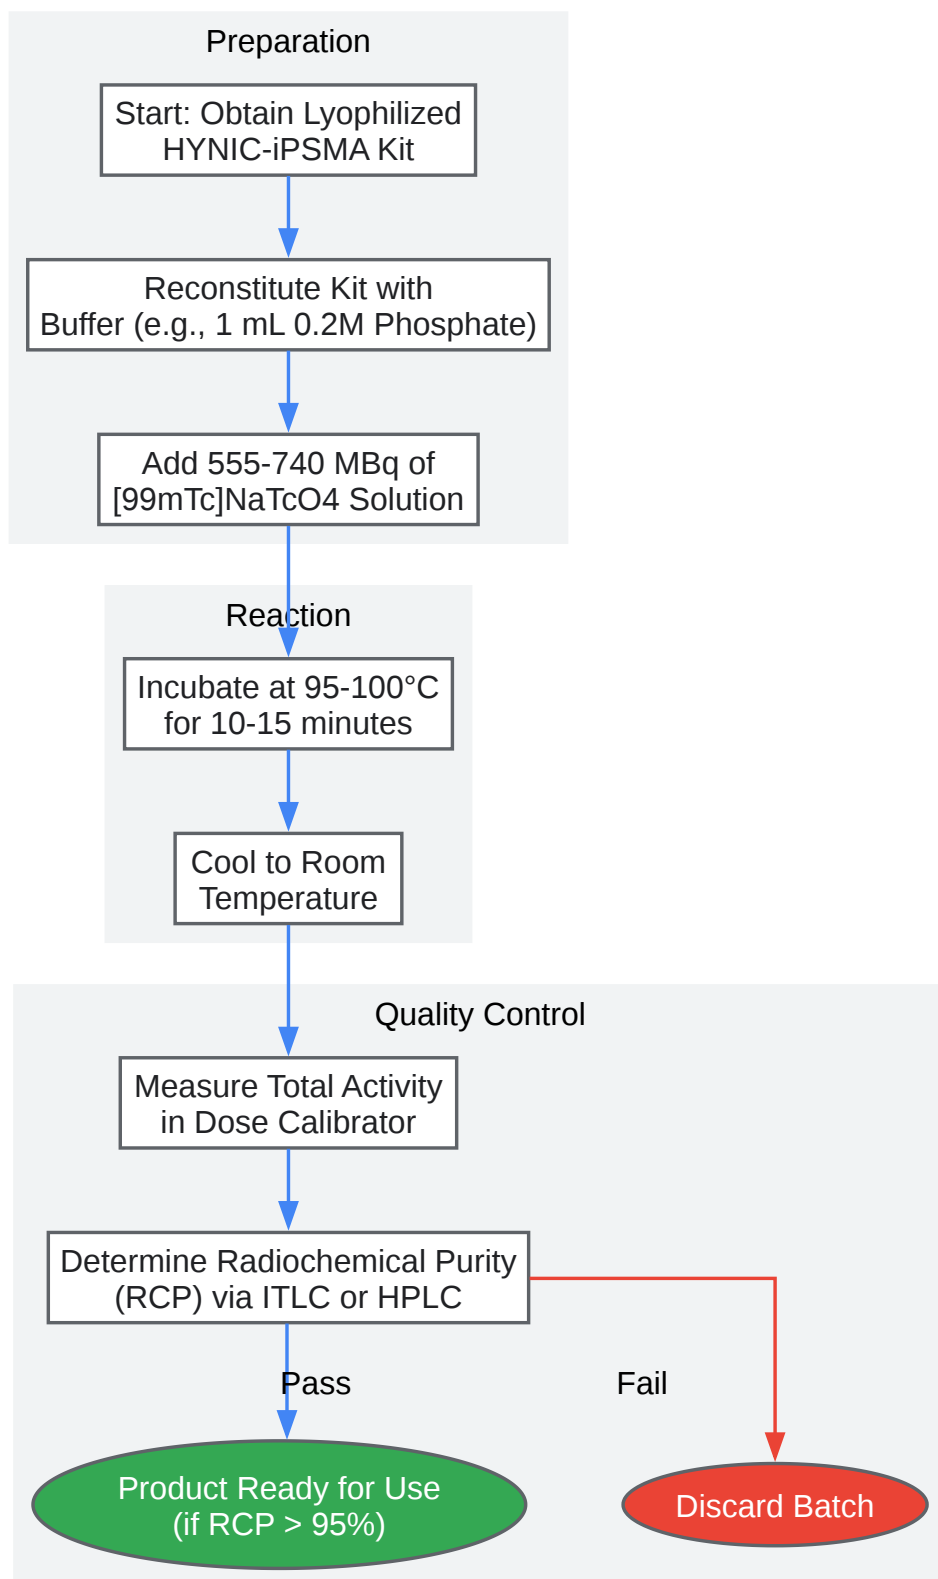 Preparation
Start: Obtain Lyophilized
HYNIC-iPSMA Kit
Reconstitute Kit with
Buffer (e.g., 1 mL 0.2M Phosphate)
Add 555-740 MBq of
[99mTc]NaTcO4 Solution
Reaction
Incubate at 95-100°C
for 10-15 minutes
Cool to Room
Temperature
Quality Control
Measure Total Activity
in Dose Calibrator
Determine Radiochemical Purity
(RCP) via ITLC or HPLC
Pass
Fail
Product Ready for Use
(if RCP > 95%)
Discard Batch